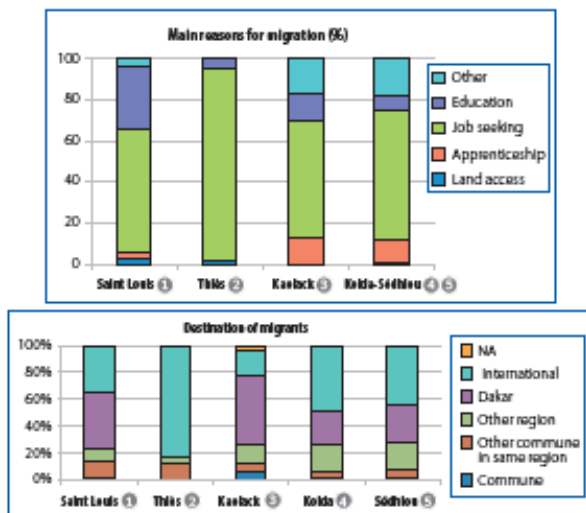 Main reasons for migration (%)
100
80
60
40
20
0
Other
Education
Job seeking
Apprenticeship
Land access
Saint Louis 1 Thiès 2 Kaolack 3 Kolda-Sédhiou 4 5
Destination of migrants
100%
80%
60%
40%
20%
0%
NA
International
Dakar
Other region
Other commune
in same region
Commune
Saint Louis 1 Thiès 2 Kaolack 3 Kolda 4 Sédhiou 5